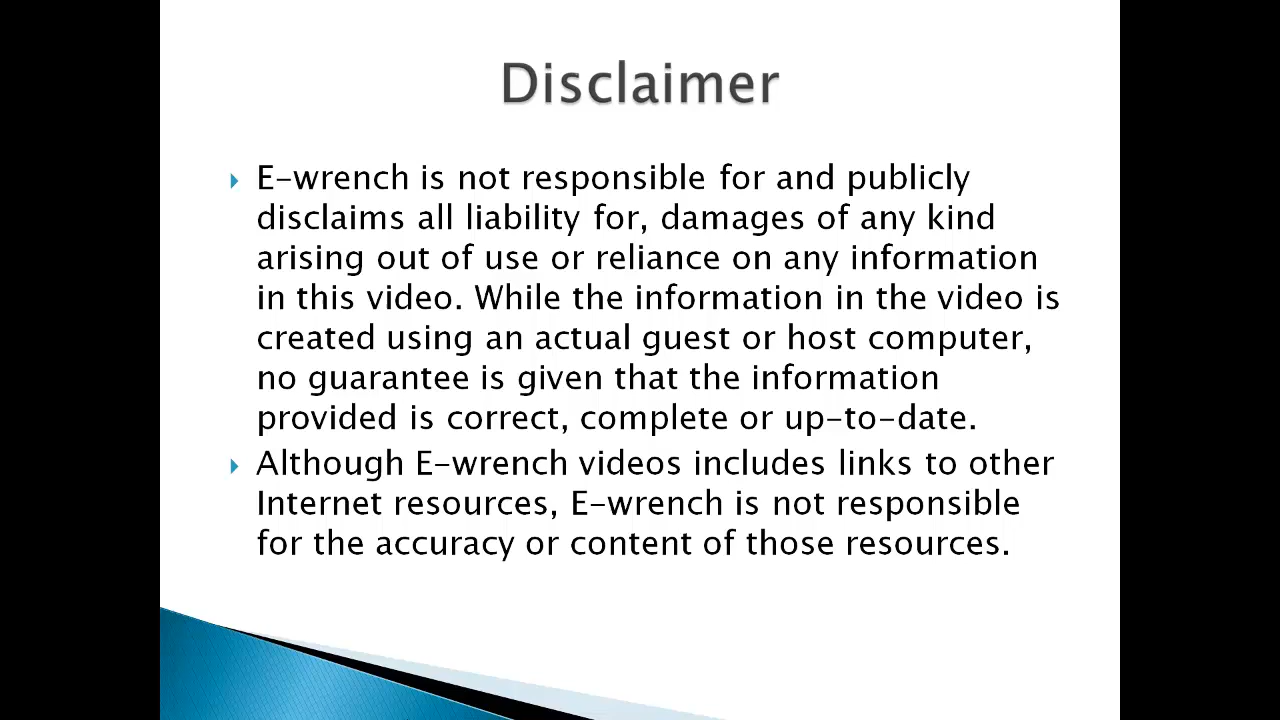 Disclaimer
E-wrench is not responsible for and publicly
disclaims all liability for, damages of any kind
arising out of use or reliance on any information
in this video. While the information in the video is
created using an actual guest or host computer,
no guarantee is given that the information
provided is correct, complete or up-to-date.
Although E-wrench videos includes links to other
Internet resources, E-wrench is not responsible
for the accuracy or content of those resources.